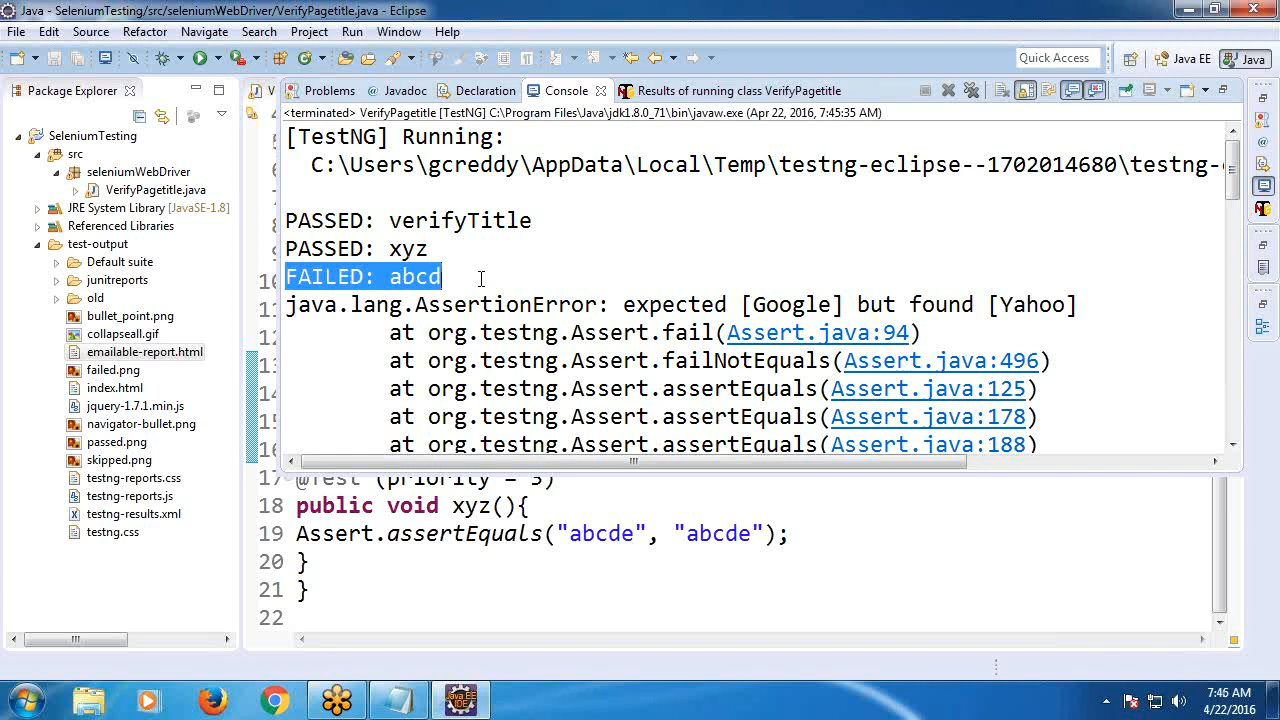 Java - SeleniumTesting/src/seleniumWebDriver/VerifyPagetitle.java - Eclipse
File Edit Source Refactor Navigate Search Project Run Window Help
Quick Access
Java EE
Java
Package Explorer
SeleniumTesting
src
seleniumWebDriver
VerifyPagetitle.java
JRE System Library [JavaSE-1.8]
Referenced Libraries
test-output
Default suite
junitreports
old
bullet_point.png
collapseall.gif
emailable-report.html
failed.png
index.html
jquery-1.7.1.min.js
navigator-bullet.png
passed.png
skipped.png
testng-reports.css
testng-reports.js
testng-results.xml
testng.css
Problems Javadoc Declaration Console Results of running class VerifyPagetitle
<terminated> VerifyPagetitle [TestNG] C:\Program Files\Java\jdk1.8.0_71\bin\javaw.exe (Apr 22, 2016, 7:45:35 AM)
[TestNG] Running:
C:\Users\gcreddy\AppData\Local\Temp\testng-eclipse--1702014680\testng-
PASSED: verifyTitle
PASSED: xyz
FAILED: abcd
java.lang.AssertionError: expected [Google] but found [Yahoo]
at org.testng.Assert.fail(Assert.java:94)
at org.testng.Assert.failNotEquals(Assert.java:496)
at org.testng.Assert.assertEquals(Assert.java:125)
at org.testng.Assert.assertEquals(Assert.java:178)
at org.testng.Assert.assertEquals(Assert.java:188)
17 @Test (priority = 3)
18 public void xyz(){
19 Assert.assertEquals("abcde", "abcde");
20 }
21 }
22
7:46 AM
4/22/2016